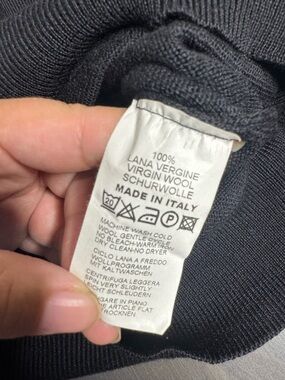 100%
LANA VERGINE
VIRGIN WOOL
SCHURWOLLE
MADE IN ITALY
20 P
MACHINE WASH COLD
WOOL GENTLE CYCLE
NO BLEACH-WARM IRON
DRY CLEAN-NO DRYER
CICLO LANA A FREDDO
WOLLPROGRAMM
MIT KALTWASCHEN
CENTRIFUGA LEGGERA
SPIN VERY SLIGHTLY
LEICHT SCHLEUDERN
IN PIANO
ARTICLE FLAT
TROCKNEN.